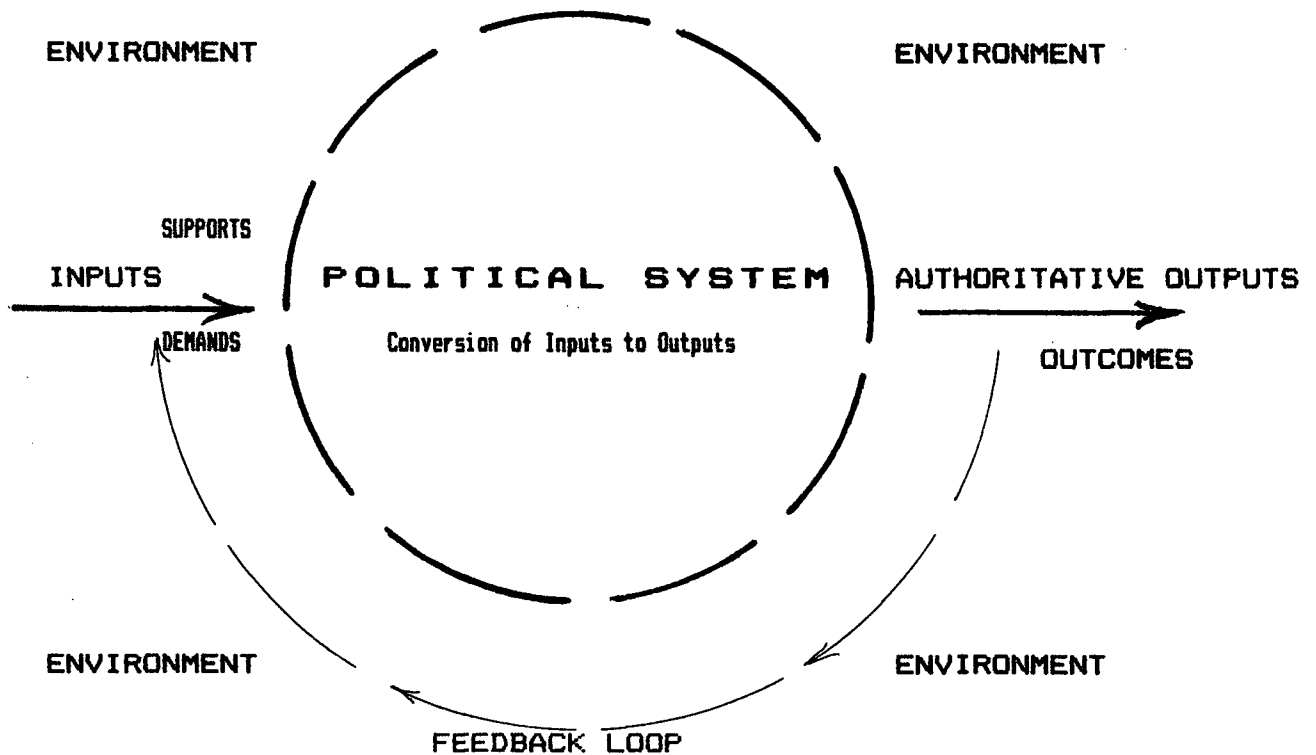 ENVIRONMENT
ENVIRONMENT
SUPPORTS
INPUTS
POLITICAL SYSTEM
AUTHORITATIVE OUTPUTS
DEMANDS
Conversion of Inputs to Outputs
OUTCOMES
ENVIRONMENT
ENVIRONMENT
FEEDBACK LOOP